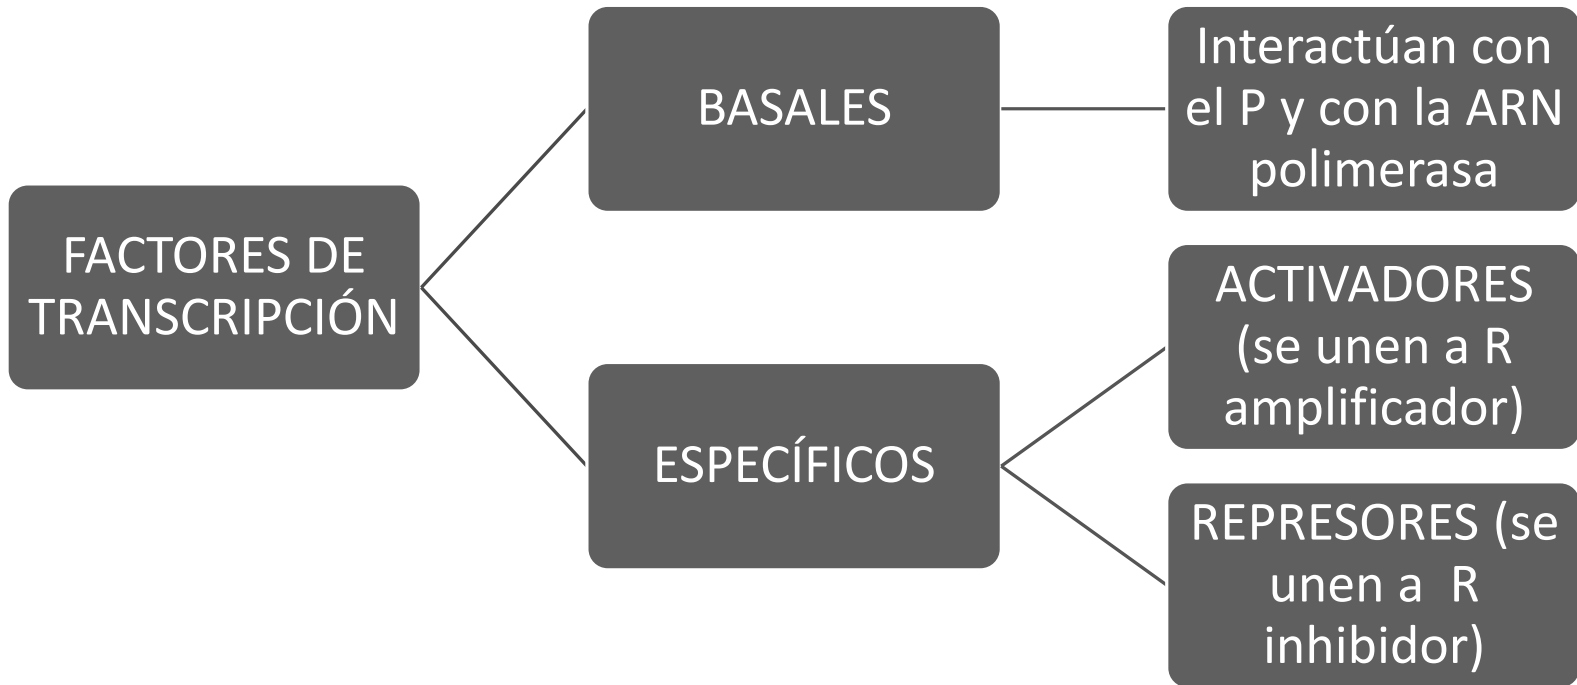 FACTORES DE
TRANSCRIPCIÓN
BASALES
Interactúan con
el P y con la ARN
polimerasa
ESPECÍFICOS
ACTIVADORES
(se unen a R
amplificador)
REPRESORES (se
unen a  R
inhibidor)